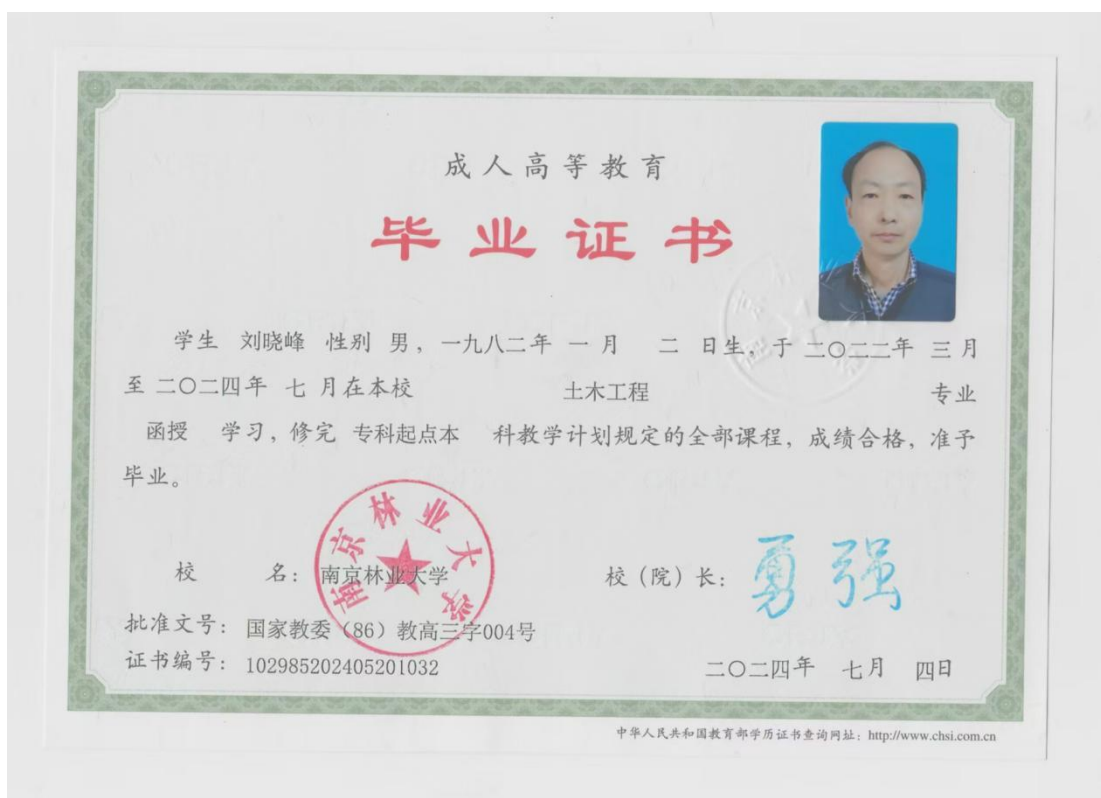 成人高等教育
毕业证书
学生 刘晓峰 性别 男，一九八二年 一 月 二 日生，于 二〇二二年 三月
至 二〇二四年 七 月在本校 土木工程 专业
函授 学习，修完 专科起点本 科教学计划规定的全部课程，成绩合格，准予
毕业。
南京林业大学
校 名：南京林业大学 校（院）长：勇强
批准文号：国家教委（86）教高三字004号
证书编号：102985202405201032 二〇二四年 七月 四日
中华人民共和国教育部学历证书查询网址：http://www.chsi.com.cn